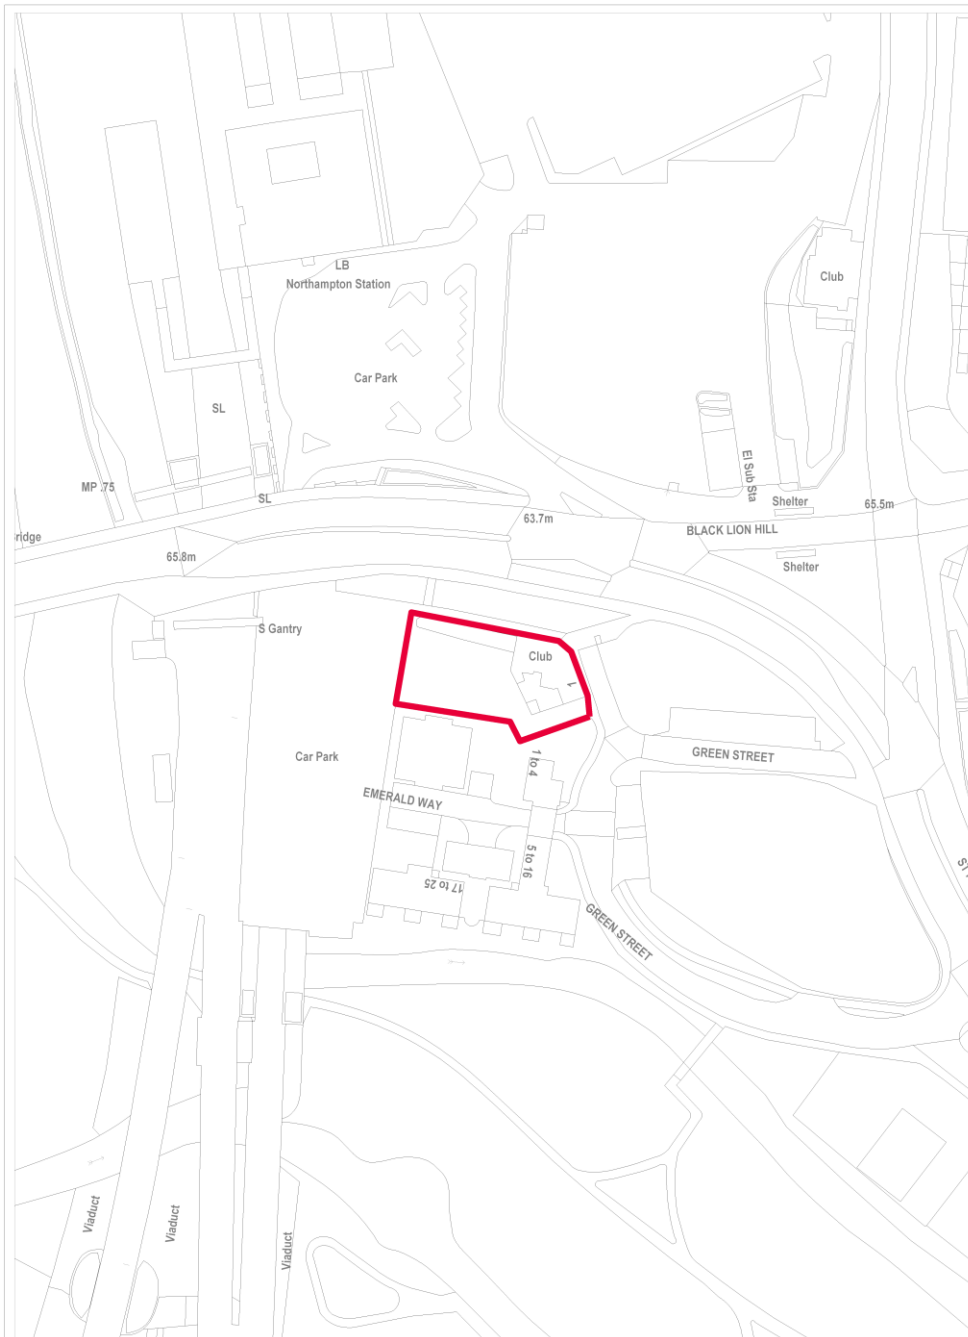 LB
Northampton Station
Club
Car Park
SL
MP .75
SL
El Sub Sta
Shelter
65.5m
63.7m
BLACK LION HILL
ridge
65.8m
Shelter
S Gantry
Club
1
Car Park
1 to 4
GREEN STREET
EMERALD WAY
5 to 16
17 to 25
GREEN STREET
Viaduct
Viaduct
Viaduct